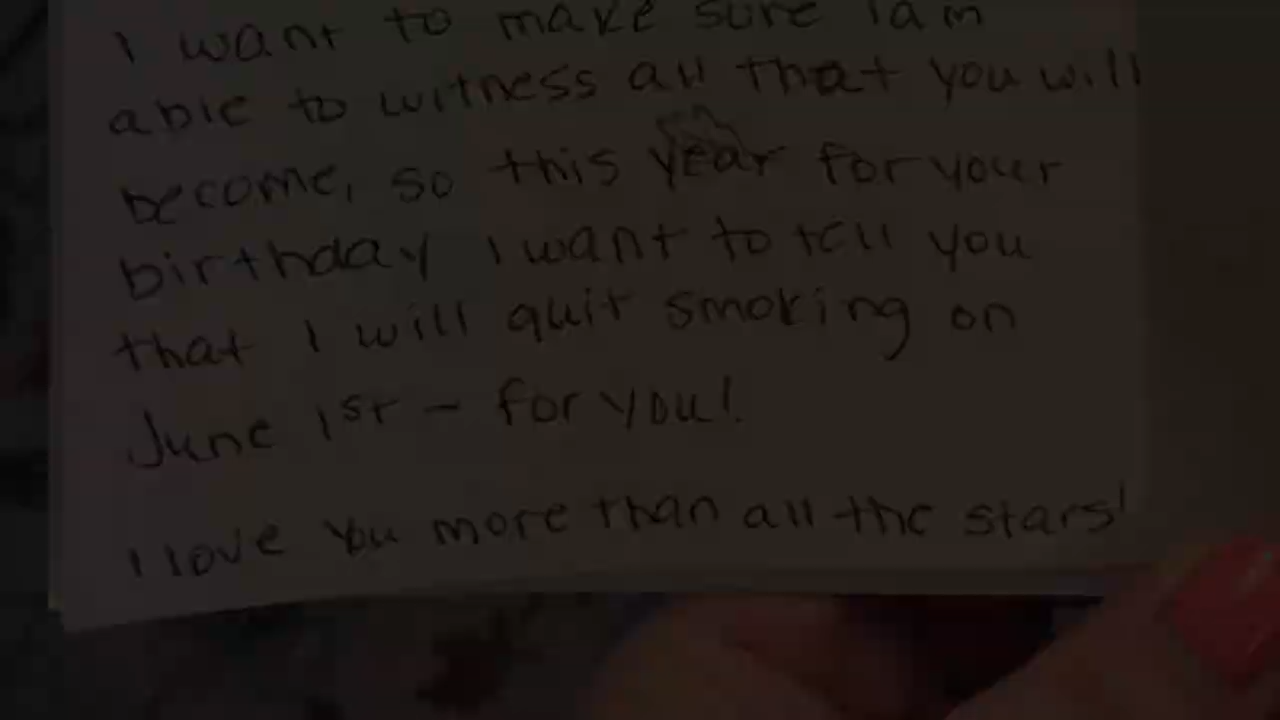 I want to make sure I am
able to witness all that you will
become, so this year for your
birthday I want to tell you
that I will quit smoking on
June 1st - for you!
I love you more than all the stars!